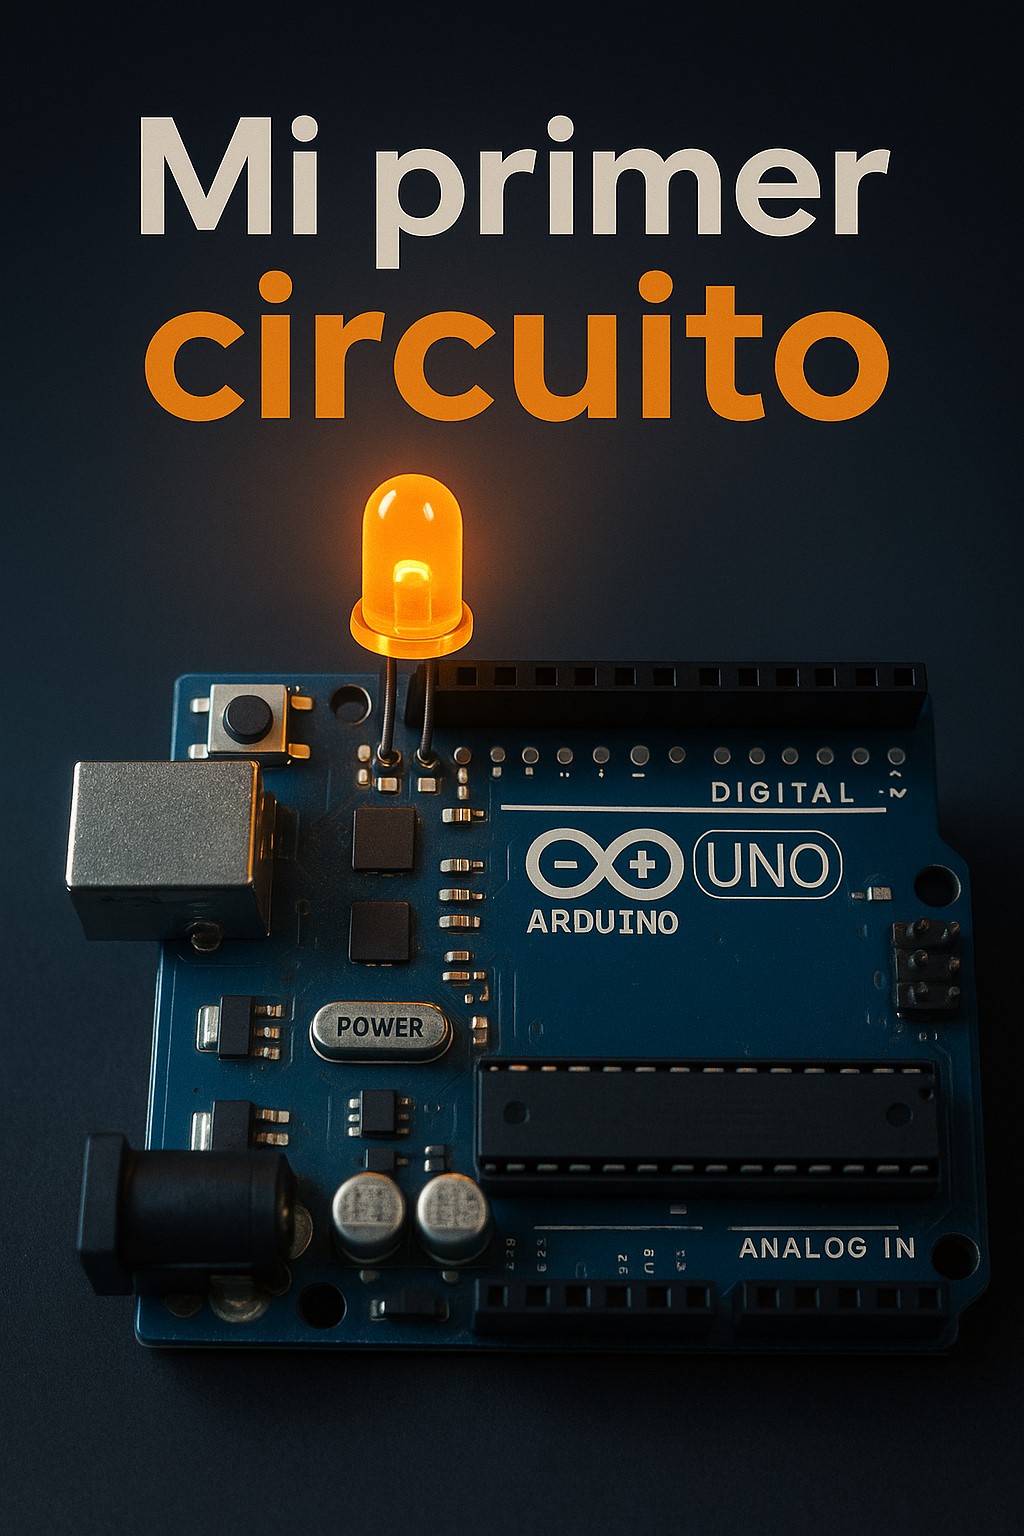 Mi primer
circuito
DIGITAL
UNO
ARDUINO
POWER
ANALOG IN